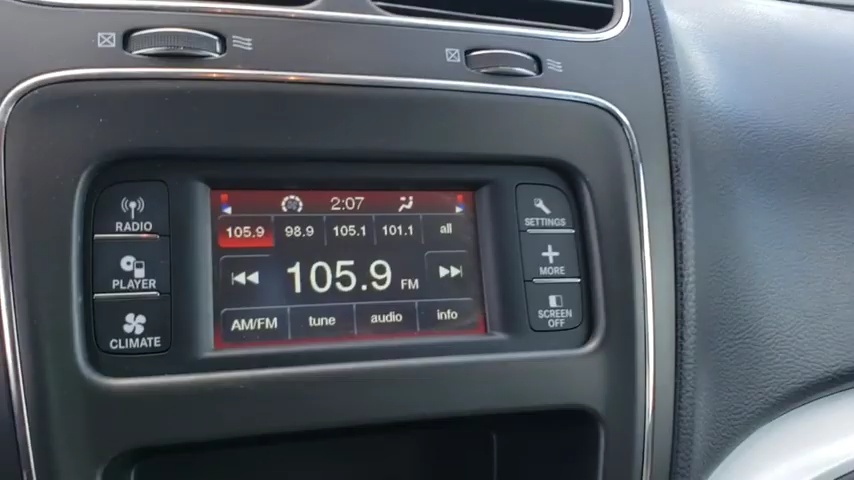 2:07
105.9 98.9 105.1 101.1 all
105.9 FM
AM/FM tune audio info
RADIO
PLAYER
CLIMATE
SETTINGS
MORE
SCREEN
OFF